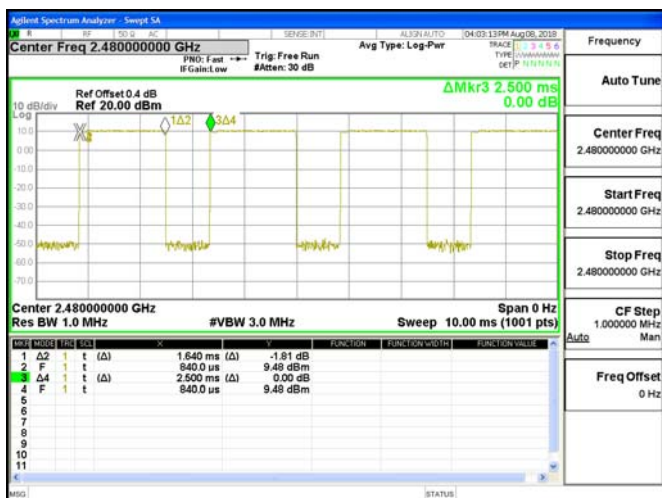 Agilent Spectrum Analyzer - Swept SA
R RF 50 Ω AC SENSE:INT ALIGN AUTO 04:03:13 PM Aug 08, 2018
Center Freq 2.480000000 GHz
PNO: Fast
IFGain:Low
Trig: Free Run
#Atten: 30 dB
Avg Type: Log-Pwr
TRACE 1 2 3 4 5 6
TYPE
DET P N N N N N
Ref Offset 0.4 dB
10 dB/div Ref 20.00 dBm
ΔMkr3 2.500 ms
0.00 dB
Log
10.0
0.00
-10.0
-20.0
-30.0
-40.0
-50.0
-60.0
-70.0
1Δ2
3Δ4
Center 2.480000000 GHz Span 0 Hz
Res BW 1.0 MHz #VBW 3.0 MHz Sweep 10.00 ms (1001 pts)
MKR MODE TRC SCL X Y FUNCTION FUNCTION WIDTH FUNCTION VALUE
1 Δ2 1 t (Δ) 1.640 ms (Δ) -1.81 dB
2 F 1 t 840.0 µs 9.48 dBm
3 Δ4 1 t (Δ) 2.500 ms (Δ) 0.00 dB
4 F 1 t 840.0 µs 9.48 dBm
5
6
7
8
9
10
11
MSG STATUS
Frequency
Auto Tune
Center Freq
2.480000000 GHz
Start Freq
2.480000000 GHz
Stop Freq
2.480000000 GHz
CF Step
1.000000 MHz
Auto Man
Freq Offset
0 Hz